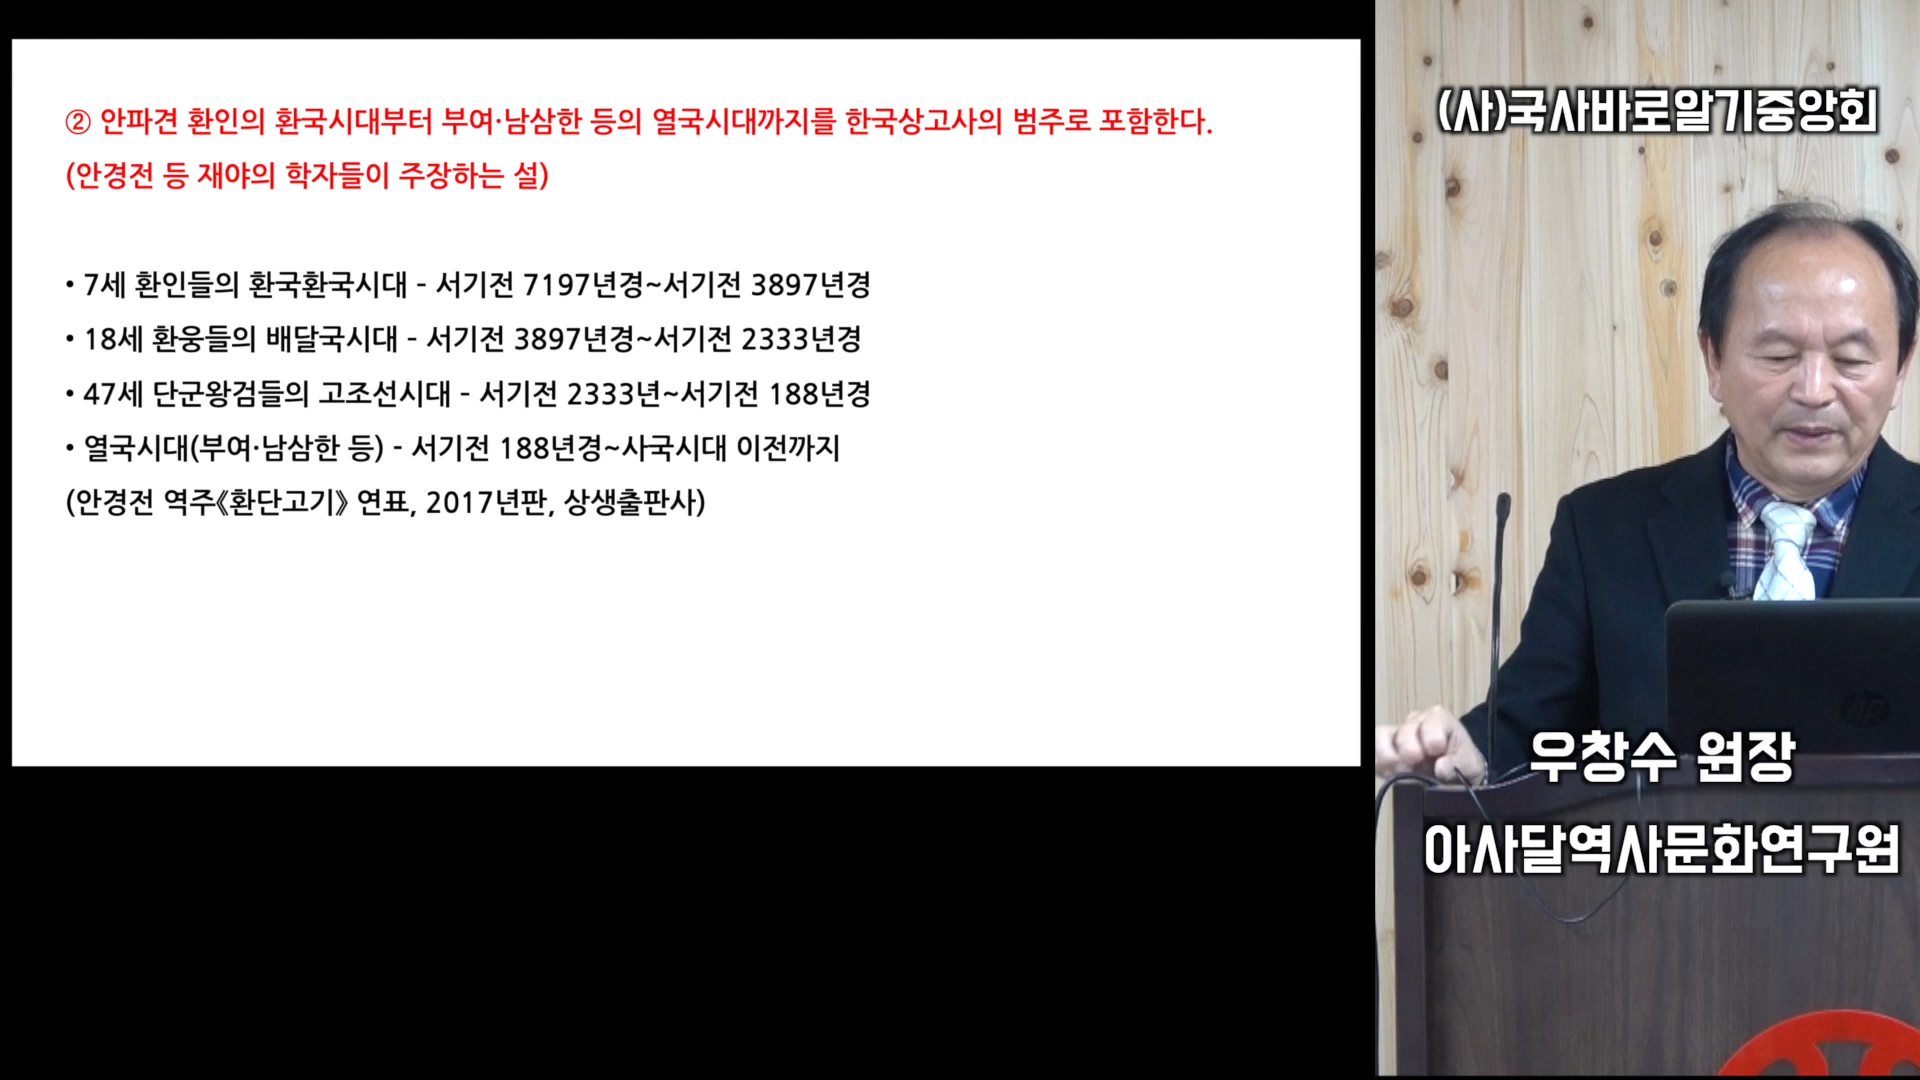 ② 안파견 환인의 환국시대부터 부여·남삼한 등의 열국시대까지를 한국상고사의 범주로 포함한다.
(안경전 등 재야의 학자들이 주장하는 설)
• 7세 환인들의 환국환국시대 - 서기전 7197년경~서기전 3897년경
• 18세 환웅들의 배달국시대 - 서기전 3897년경~서기전 2333년경
• 47세 단군왕검들의 고조선시대 - 서기전 2333년~서기전 188년경
• 열국시대(부여·남삼한 등) - 서기전 188년경~사국시대 이전까지
(안경전 역주《환단고기》 연표, 2017년판, 상생출판사)
(사)국사바로알기중앙회
hp
우창수 원장
아사달역사문화연구원